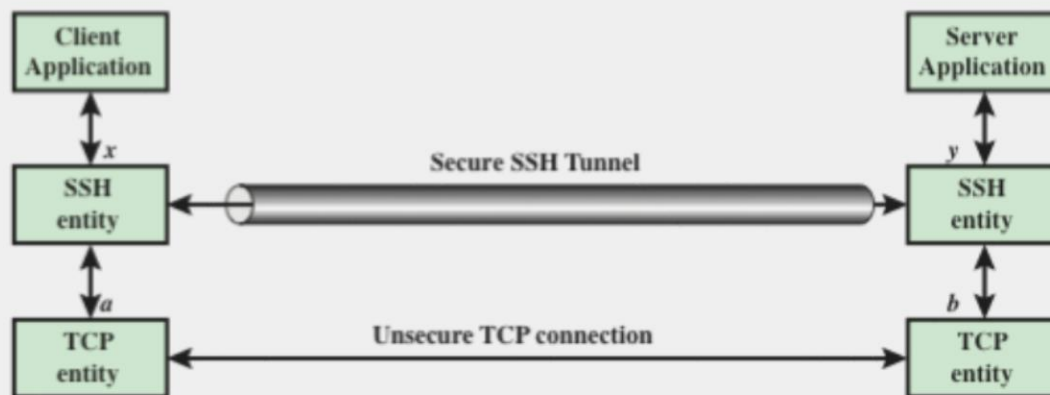 Client
Application
Server
Application
x
y
Secure SSH Tunnel
SSH
entity
SSH
entity
a
b
Unsecure TCP connection
TCP
entity
TCP
entity